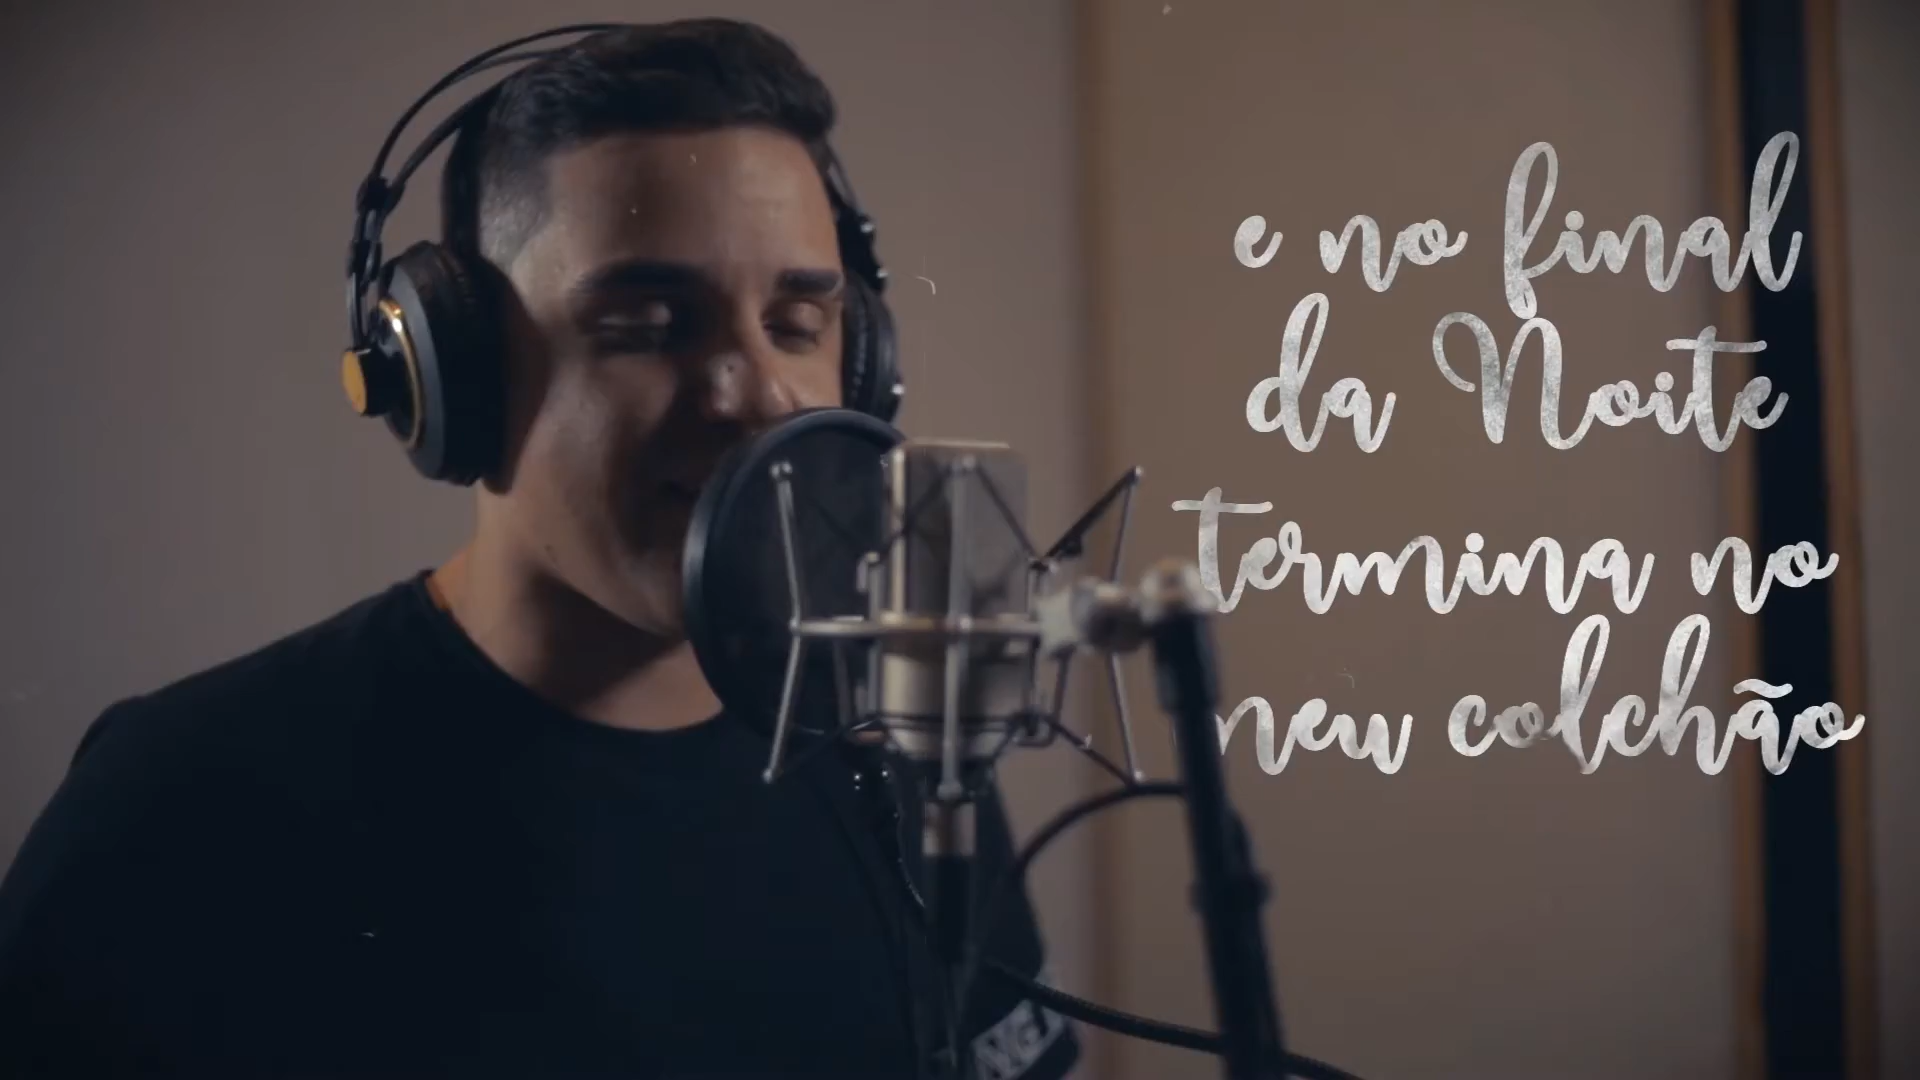 e no final
da Noite
termina no
meu colchão